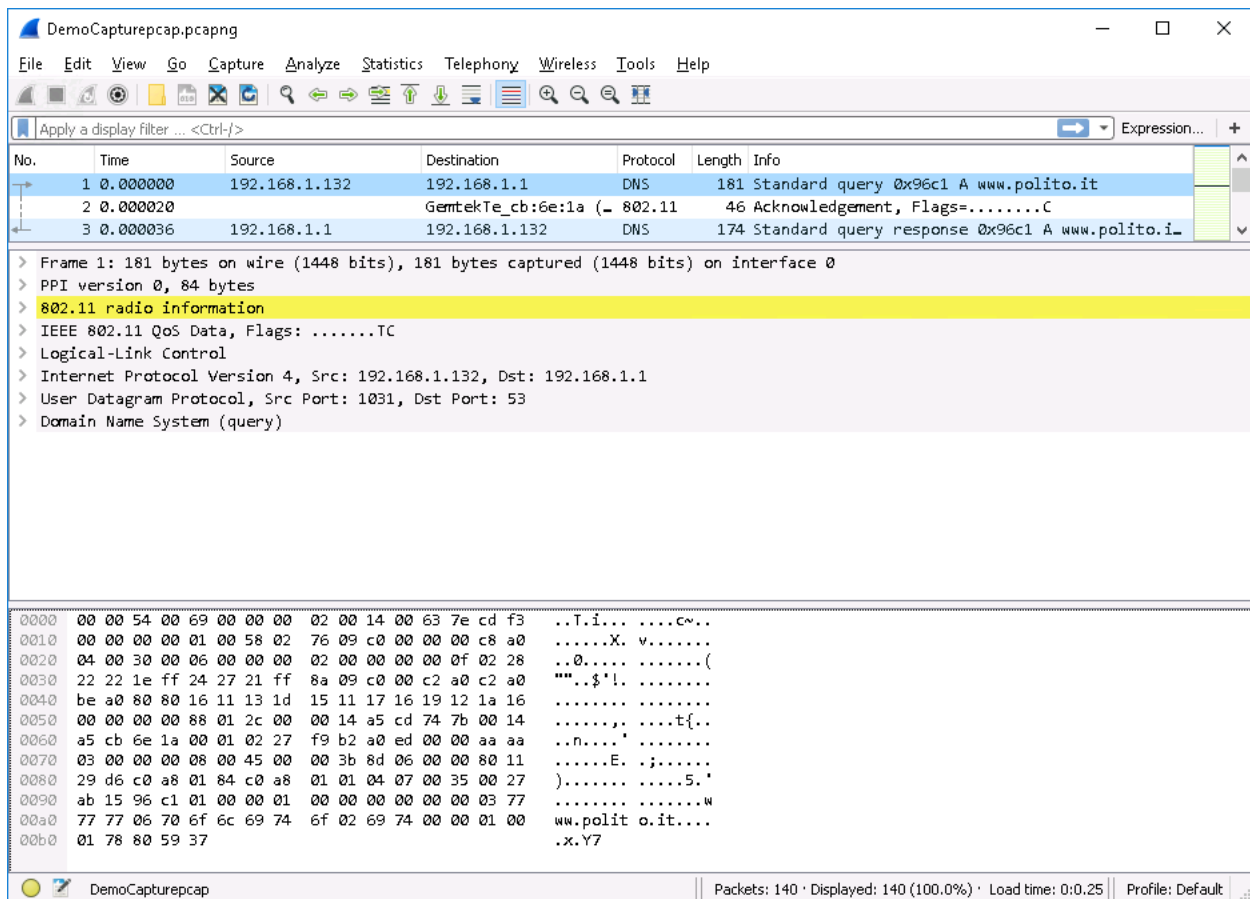 DemoCapturepcap.pcapng
File Edit View Go Capture Analyze Statistics Telephony Wireless Tools Help
Apply a display filter ... <Ctrl-/> Expression... +
No. Time Source Destination Protocol Length Info
1 0.000000 192.168.1.132 192.168.1.1 DNS 181 Standard query 0x96c1 A www.polito.it
2 0.000020 GemtekTe_cb:6e:1a (… 802.11 46 Acknowledgement, Flags=........C
3 0.000036 192.168.1.1 192.168.1.132 DNS 174 Standard query response 0x96c1 A www.polito.i…
> Frame 1: 181 bytes on wire (1448 bits), 181 bytes captured (1448 bits) on interface 0
> PPI version 0, 84 bytes
> 802.11 radio information
> IEEE 802.11 QoS Data, Flags: .......TC
> Logical-Link Control
> Internet Protocol Version 4, Src: 192.168.1.132, Dst: 192.168.1.1
> User Datagram Protocol, Src Port: 1031, Dst Port: 53
> Domain Name System (query)
0000 00 00 54 00 69 00 00 00 02 00 14 00 63 7e cd f3 ..T.i... ....c~..
0010 00 00 00 00 01 00 58 02 76 09 c0 00 00 00 c8 a0 ......X. v.......
0020 04 00 30 00 06 00 00 00 02 00 00 00 00 0f 02 28 ..0..... .......(
0030 22 22 1e ff 24 27 21 ff 8a 09 c0 00 c2 a0 c2 a0 ""..$'!. ........
0040 be a0 80 80 16 11 13 1d 15 11 17 16 19 12 1a 16 ........ ........
0050 00 00 00 00 88 01 2c 00 00 14 a5 cd 74 7b 00 14 ......,. ....t{..
0060 a5 cb 6e 1a 00 01 02 27 f9 b2 a0 ed 00 00 aa aa ..n....' ........
0070 03 00 00 00 08 00 45 00 00 3b 8d 06 00 00 80 11 ......E. .;......
0080 29 d6 c0 a8 01 84 c0 a8 01 01 04 07 00 35 00 27 )....... .....5.'
0090 ab 15 96 c1 01 00 00 01 00 00 00 00 00 00 03 77 ........ .......w
00a0 77 77 06 70 6f 6c 69 74 6f 02 69 74 00 00 01 00 ww.polit o.it....
00b0 01 78 80 59 37 .x.Y7
DemoCapturepcap Packets: 140 · Displayed: 140 (100.0%) · Load time: 0:0.25 Profile: Default